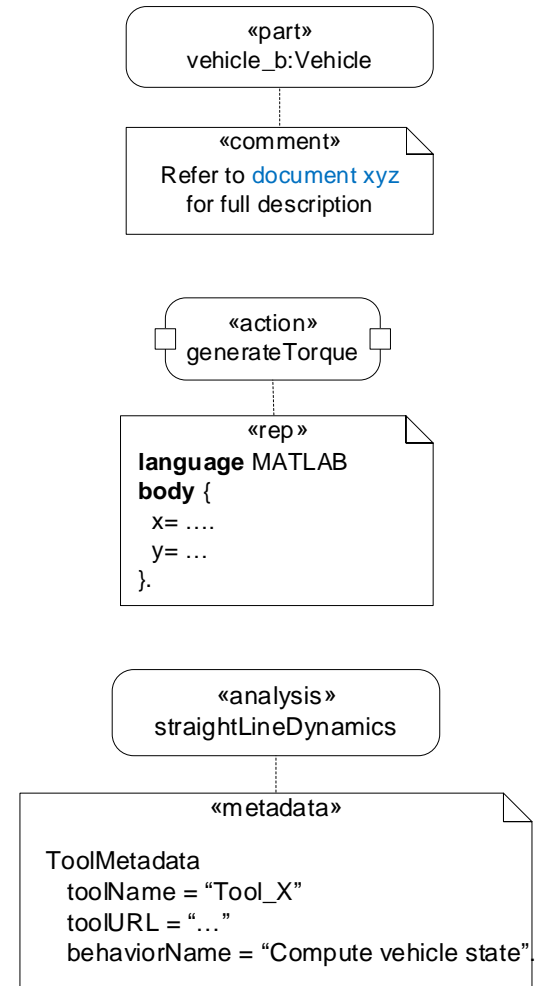 «part»
vehicle_b:Vehicle
«comment»
Refer to document xyz
for full description
«action»
generateTorque
«rep»
language MATLAB
body {
x= ....
y= …
}.
«analysis»
straightLineDynamics
«metadata»
ToolMetadata
toolName = “Tool_X”
toolURL = “…”
behaviorName = “Compute vehicle state”.